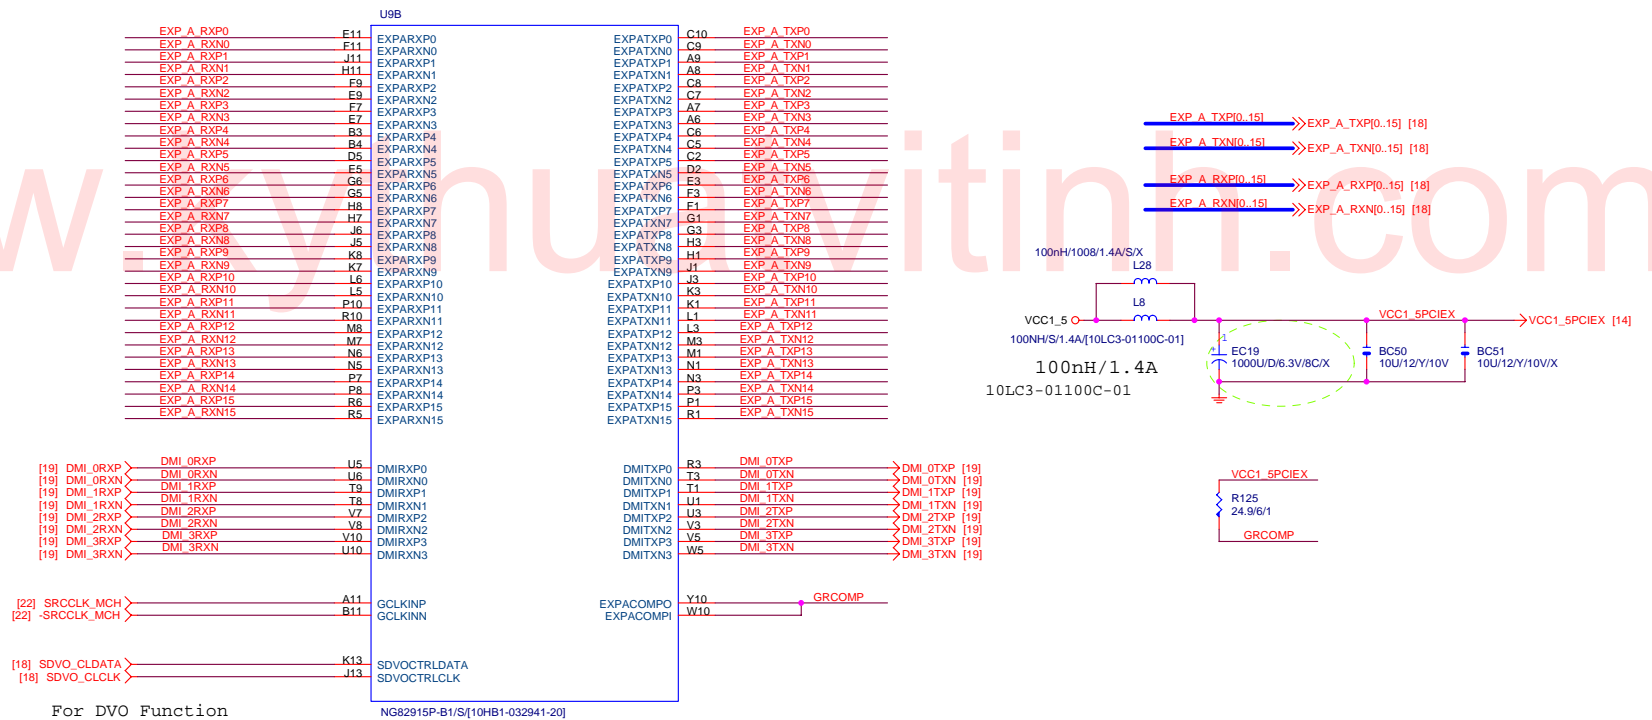 U9B
EXP_A_RXP0 E11 EXPARXP0 EXPATXP0 C10 EXP_A_TXP0
EXP_A_RXN0 F11 EXPARXN0 EXPATXN0 C9 EXP_A_TXN0
EXP_A_RXP1 J11 EXPARXP1 EXPATXP1 A9 EXP_A_TXP1
EXP_A_RXN1 H11 EXPARXN1 EXPATXN1 A8 EXP_A_TXN1
EXP_A_RXP2 F9 EXPARXP2 EXPATXP2 C8 EXP_A_TXP2
EXP_A_RXN2 E9 EXPARXN2 EXPATXN2 C7 EXP_A_TXN2
EXP_A_RXP3 F7 EXPARXP3 EXPATXP3 A7 EXP_A_TXP3
EXP_A_RXN3 E7 EXPARXN3 EXPATXN3 A6 EXP_A_TXN3
EXP_A_RXP4 B3 EXPARXP4 EXPATXP4 C6 EXP_A_TXP4
EXP_A_RXN4 B4 EXPARXN4 EXPATXN4 C5 EXP_A_TXN4
EXP_A_RXP5 D5 EXPARXP5 EXPATXP5 C2 EXP_A_TXP5
EXP_A_RXN5 E5 EXPARXN5 EXPATXN5 D2 EXP_A_TXN5
EXP_A_RXP6 G6 EXPARXP6 EXPATXP6 E3 EXP_A_TXP6
EXP_A_RXN6 G5 EXPARXN6 EXPATXN6 F3 EXP_A_TXN6
EXP_A_RXP7 H8 EXPARXP7 EXPATXP7 F1 EXP_A_TXP7
EXP_A_RXN7 H7 EXPARXN7 EXPATXN7 G1 EXP_A_TXN7
EXP_A_RXP8 J6 EXPARXP8 EXPATXP8 G3 EXP_A_TXP8
EXP_A_RXN8 J5 EXPARXN8 EXPATXN8 H3 EXP_A_TXN8
EXP_A_RXP9 K8 EXPARXP9 EXPATXP9 H1 EXP_A_TXP9
EXP_A_RXN9 K7 EXPARXN9 EXPATXN9 J1 EXP_A_TXN9
EXP_A_RXP10 L6 EXPARXP10 EXPATXP10 J3 EXP_A_TXP10
EXP_A_RXN10 L5 EXPARXN10 EXPATXN10 K3 EXP_A_TXN10
EXP_A_RXP11 P10 EXPARXP11 EXPATXP11 K1 EXP_A_TXP11
EXP_A_RXN11 R10 EXPARXN11 EXPATXN11 L1 EXP_A_TXN11
EXP_A_RXP12 M8 EXPARXP12 EXPATXP12 L3 EXP_A_TXP12
EXP_A_RXN12 M7 EXPARXN12 EXPATXN12 M3 EXP_A_TXN12
EXP_A_RXP13 N6 EXPARXP13 EXPATXP13 M1 EXP_A_TXP13
EXP_A_RXN13 N5 EXPARXN13 EXPATXN13 N1 EXP_A_TXN13
EXP_A_RXP14 P7 EXPARXP14 EXPATXP14 N3 EXP_A_TXP14
EXP_A_RXN14 P8 EXPARXN14 EXPATXN14 P3 EXP_A_TXN14
EXP_A_RXP15 R6 EXPARXP15 EXPATXP15 P1 EXP_A_TXP15
EXP_A_RXN15 R5 EXPARXN15 EXPATXN15 R1 EXP_A_TXN15
[19] DMI_0RXP DMI_0RXP U5 DMIRXP0 DMITXP0 R3 DMI_0TXP DMI_0TXP [19]
[19] DMI_0RXN DMI_0RXN U6 DMIRXN0 DMITXN0 T3 DMI_0TXN DMI_0TXN [19]
[19] DMI_1RXP DMI_1RXP T9 DMIRXP1 DMITXP1 T1 DMI_1TXP DMI_1TXP [19]
[19] DMI_1RXN DMI_1RXN T8 DMIRXN1 DMITXN1 U1 DMI_1TXN DMI_1TXN [19]
[19] DMI_2RXP DMI_2RXP V7 DMIRXP2 DMITXP2 U3 DMI_2TXP DMI_2TXP [19]
[19] DMI_2RXN DMI_2RXN V8 DMIRXN2 DMITXN2 V3 DMI_2TXN DMI_2TXN [19]
[19] DMI_3RXP DMI_3RXP V10 DMIRXP3 DMITXP3 V5 DMI_3TXP DMI_3TXP [19]
[19] DMI_3RXN DMI_3RXN U10 DMIRXN3 DMITXN3 W5 DMI_3TXN DMI_3TXN [19]
[22] SRCCLK_MCH A11 GCLKINP EXPACOMPO Y10 GRCOMP
[22] -SRCCLK_MCH B11 GCLKINN EXPACOMPI W10
[18] SDVO_CLDATA K13 SDVOCTRLDATA
[18] SDVO_CLCLK J13 SDVOCTRLCLK
For DVO Function
NG82915P-B1/S/[10HB1-032941-20]
EXP_A_TXP[0..15] EXP_A_TXP[0..15] [18]
EXP_A_TXN[0..15] EXP_A_TXN[0..15] [18]
EXP_A_RXP[0..15] EXP_A_RXP[0..15] [18]
EXP_A_RXN[0..15] EXP_A_RXN[0..15] [18]
100nH/1008/1.4A/S/X
L28
L8
VCC1_5 VCC1_5PCIEX VCC1_5PCIEX [14]
100NH/S/1.4A/[10LC3-01100C-01]
100nH/1.4A
10LC3-01100C-01
+ 1
EC19
1000U/D/6.3V/8C/X
BC50
10U/12/Y/10V
BC51
10U/12/Y/10V/X
VCC1_5PCIEX
R125
24.9/6/1
GRCOMP
w.kythuavitinh.com